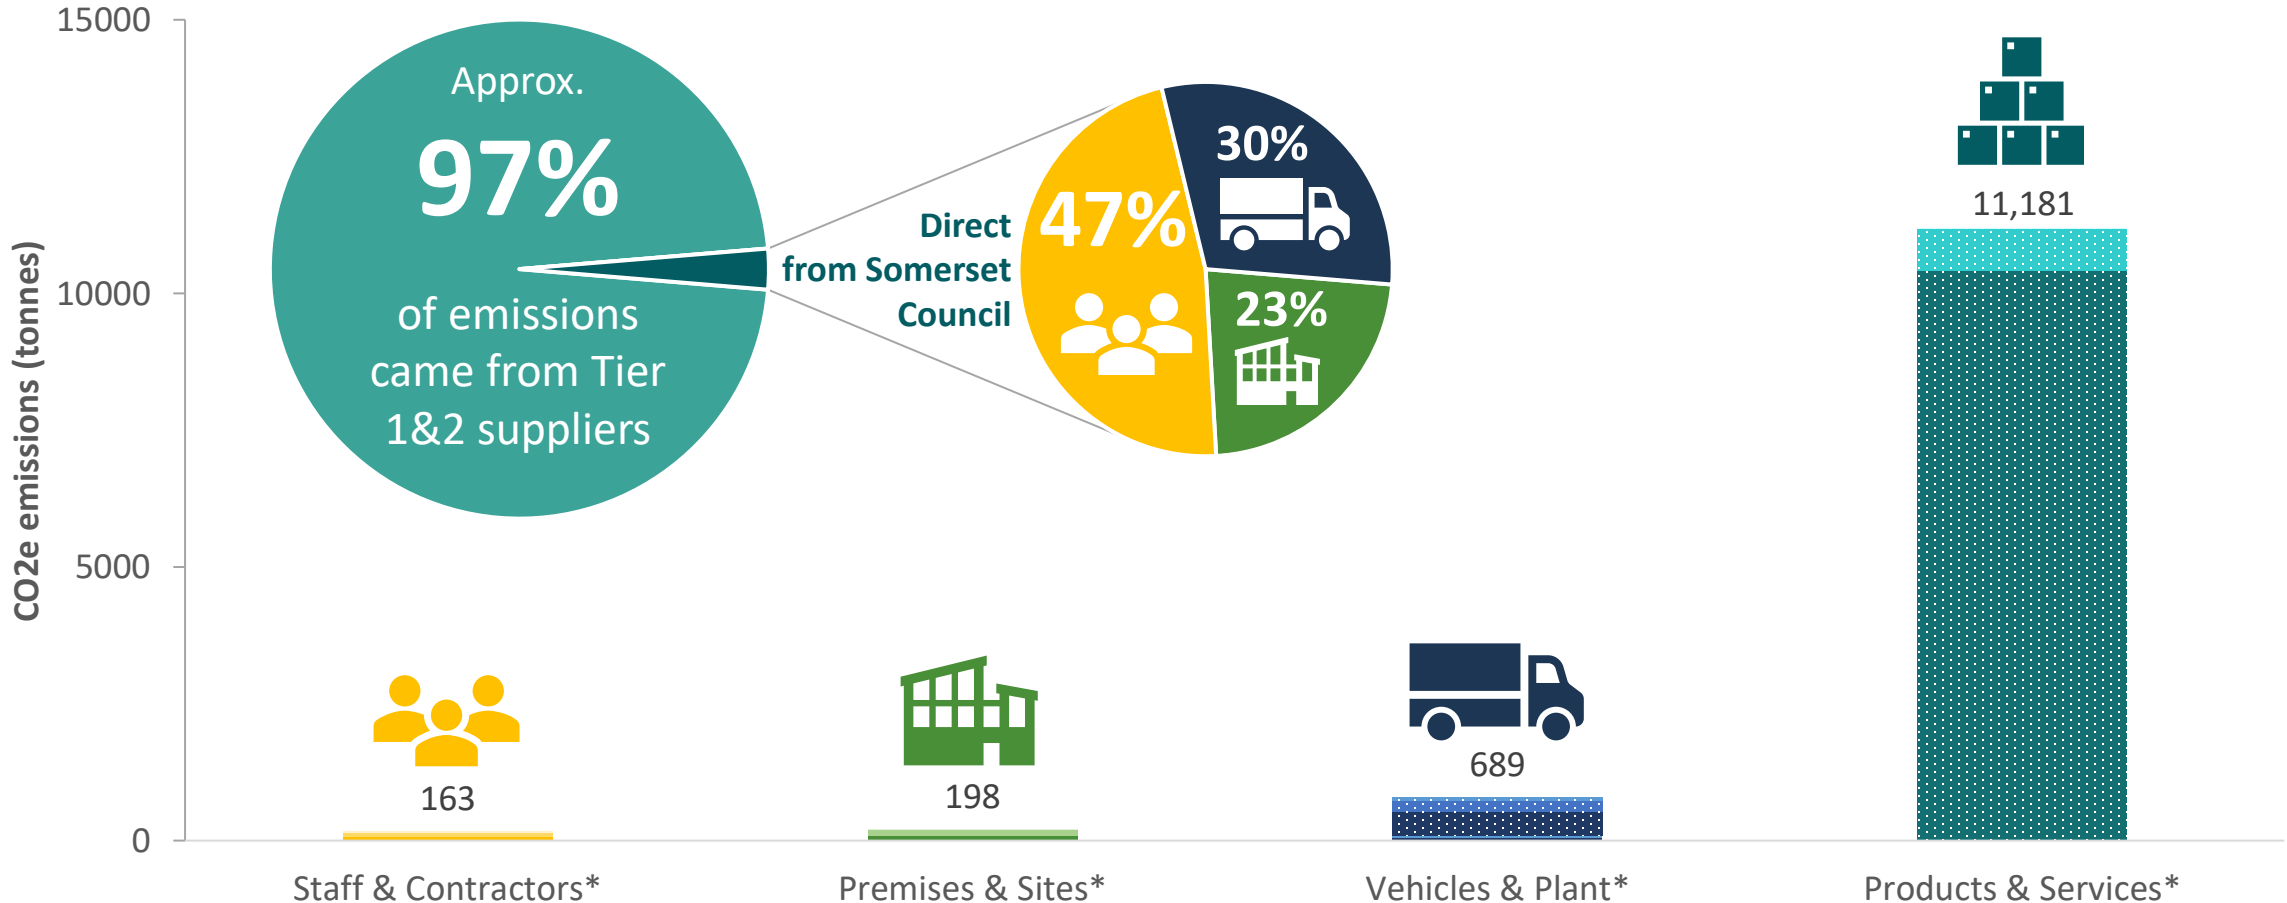 CO2e emissions (tonnes)
15000
10000
5000
0
Approx.
97%
of emissions
came from Tier
1&2 suppliers
Direct
from Somerset
Council
47%
30%
23%
163
198
689
11,181
Staff & Contractors*
Premises & Sites*
Vehicles & Plant*
Products & Services*